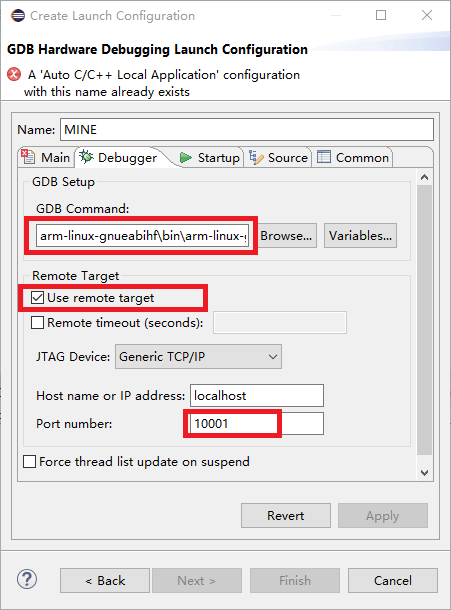 Create Launch Configuration
GDB Hardware Debugging Launch Configuration
A 'Auto C/C++ Local Application' configuration
with this name already exists
Name: MINE
Main Debugger Startup Source Common
GDB Setup
GDB Command:
arm-linux-gnueabihf\bin\arm-linux-g Browse... Variables...
Remote Target
Use remote target
Remote timeout (seconds):
JTAG Device: Generic TCP/IP
Host name or IP address: localhost
Port number: 10001
Force thread list update on suspend
Revert Apply
? < Back Next > Finish Cancel